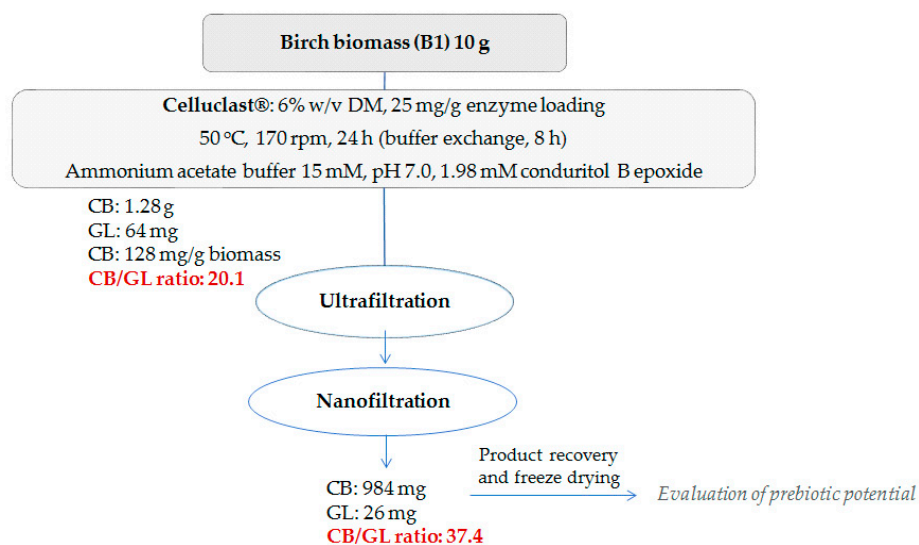 Birch biomass (B1) 10 g
Celluclast®: 6% w/v DM, 25 mg/g enzyme loading
50 °C, 170 rpm, 24 h (buffer exchange, 8 h)
Ammonium acetate buffer 15 mM, pH 7.0, 1.98 mM conduritol B epoxide
CB: 1.28 g
GL: 64 mg
CB: 128 mg/g biomass
CB/GL ratio: 20.1
Ultrafiltration
Nanofiltration
CB: 984 mg
GL: 26 mg
CB/GL ratio: 37.4
Product recovery
and freeze drying
Evaluation of prebiotic potential